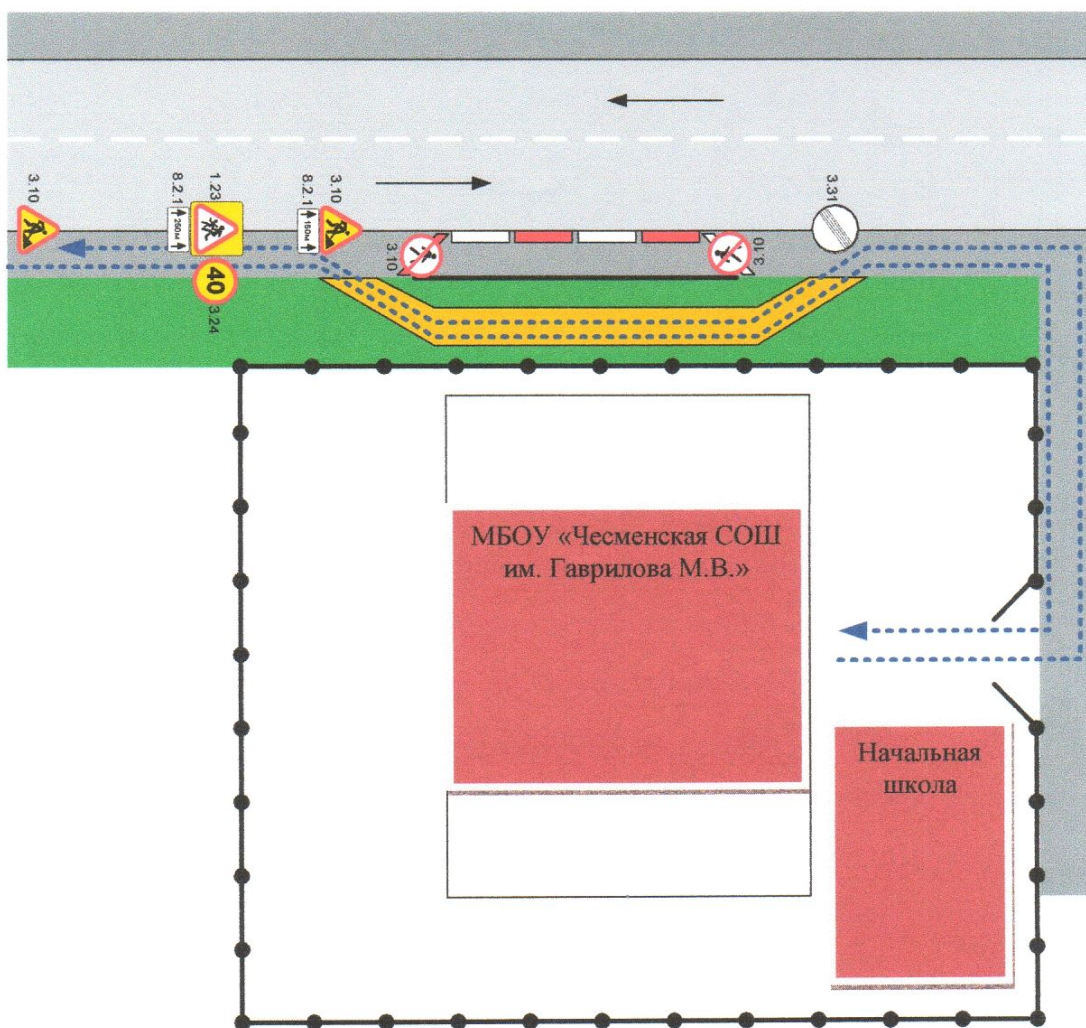 3.10
8.2.1
250м
1.23
40
3.24
8.2.1
150м
3.10
3.10
3.10
3.31
МБОУ «Чесменская СОШ
им. Гаврилова М.В.»
Начальная
школа